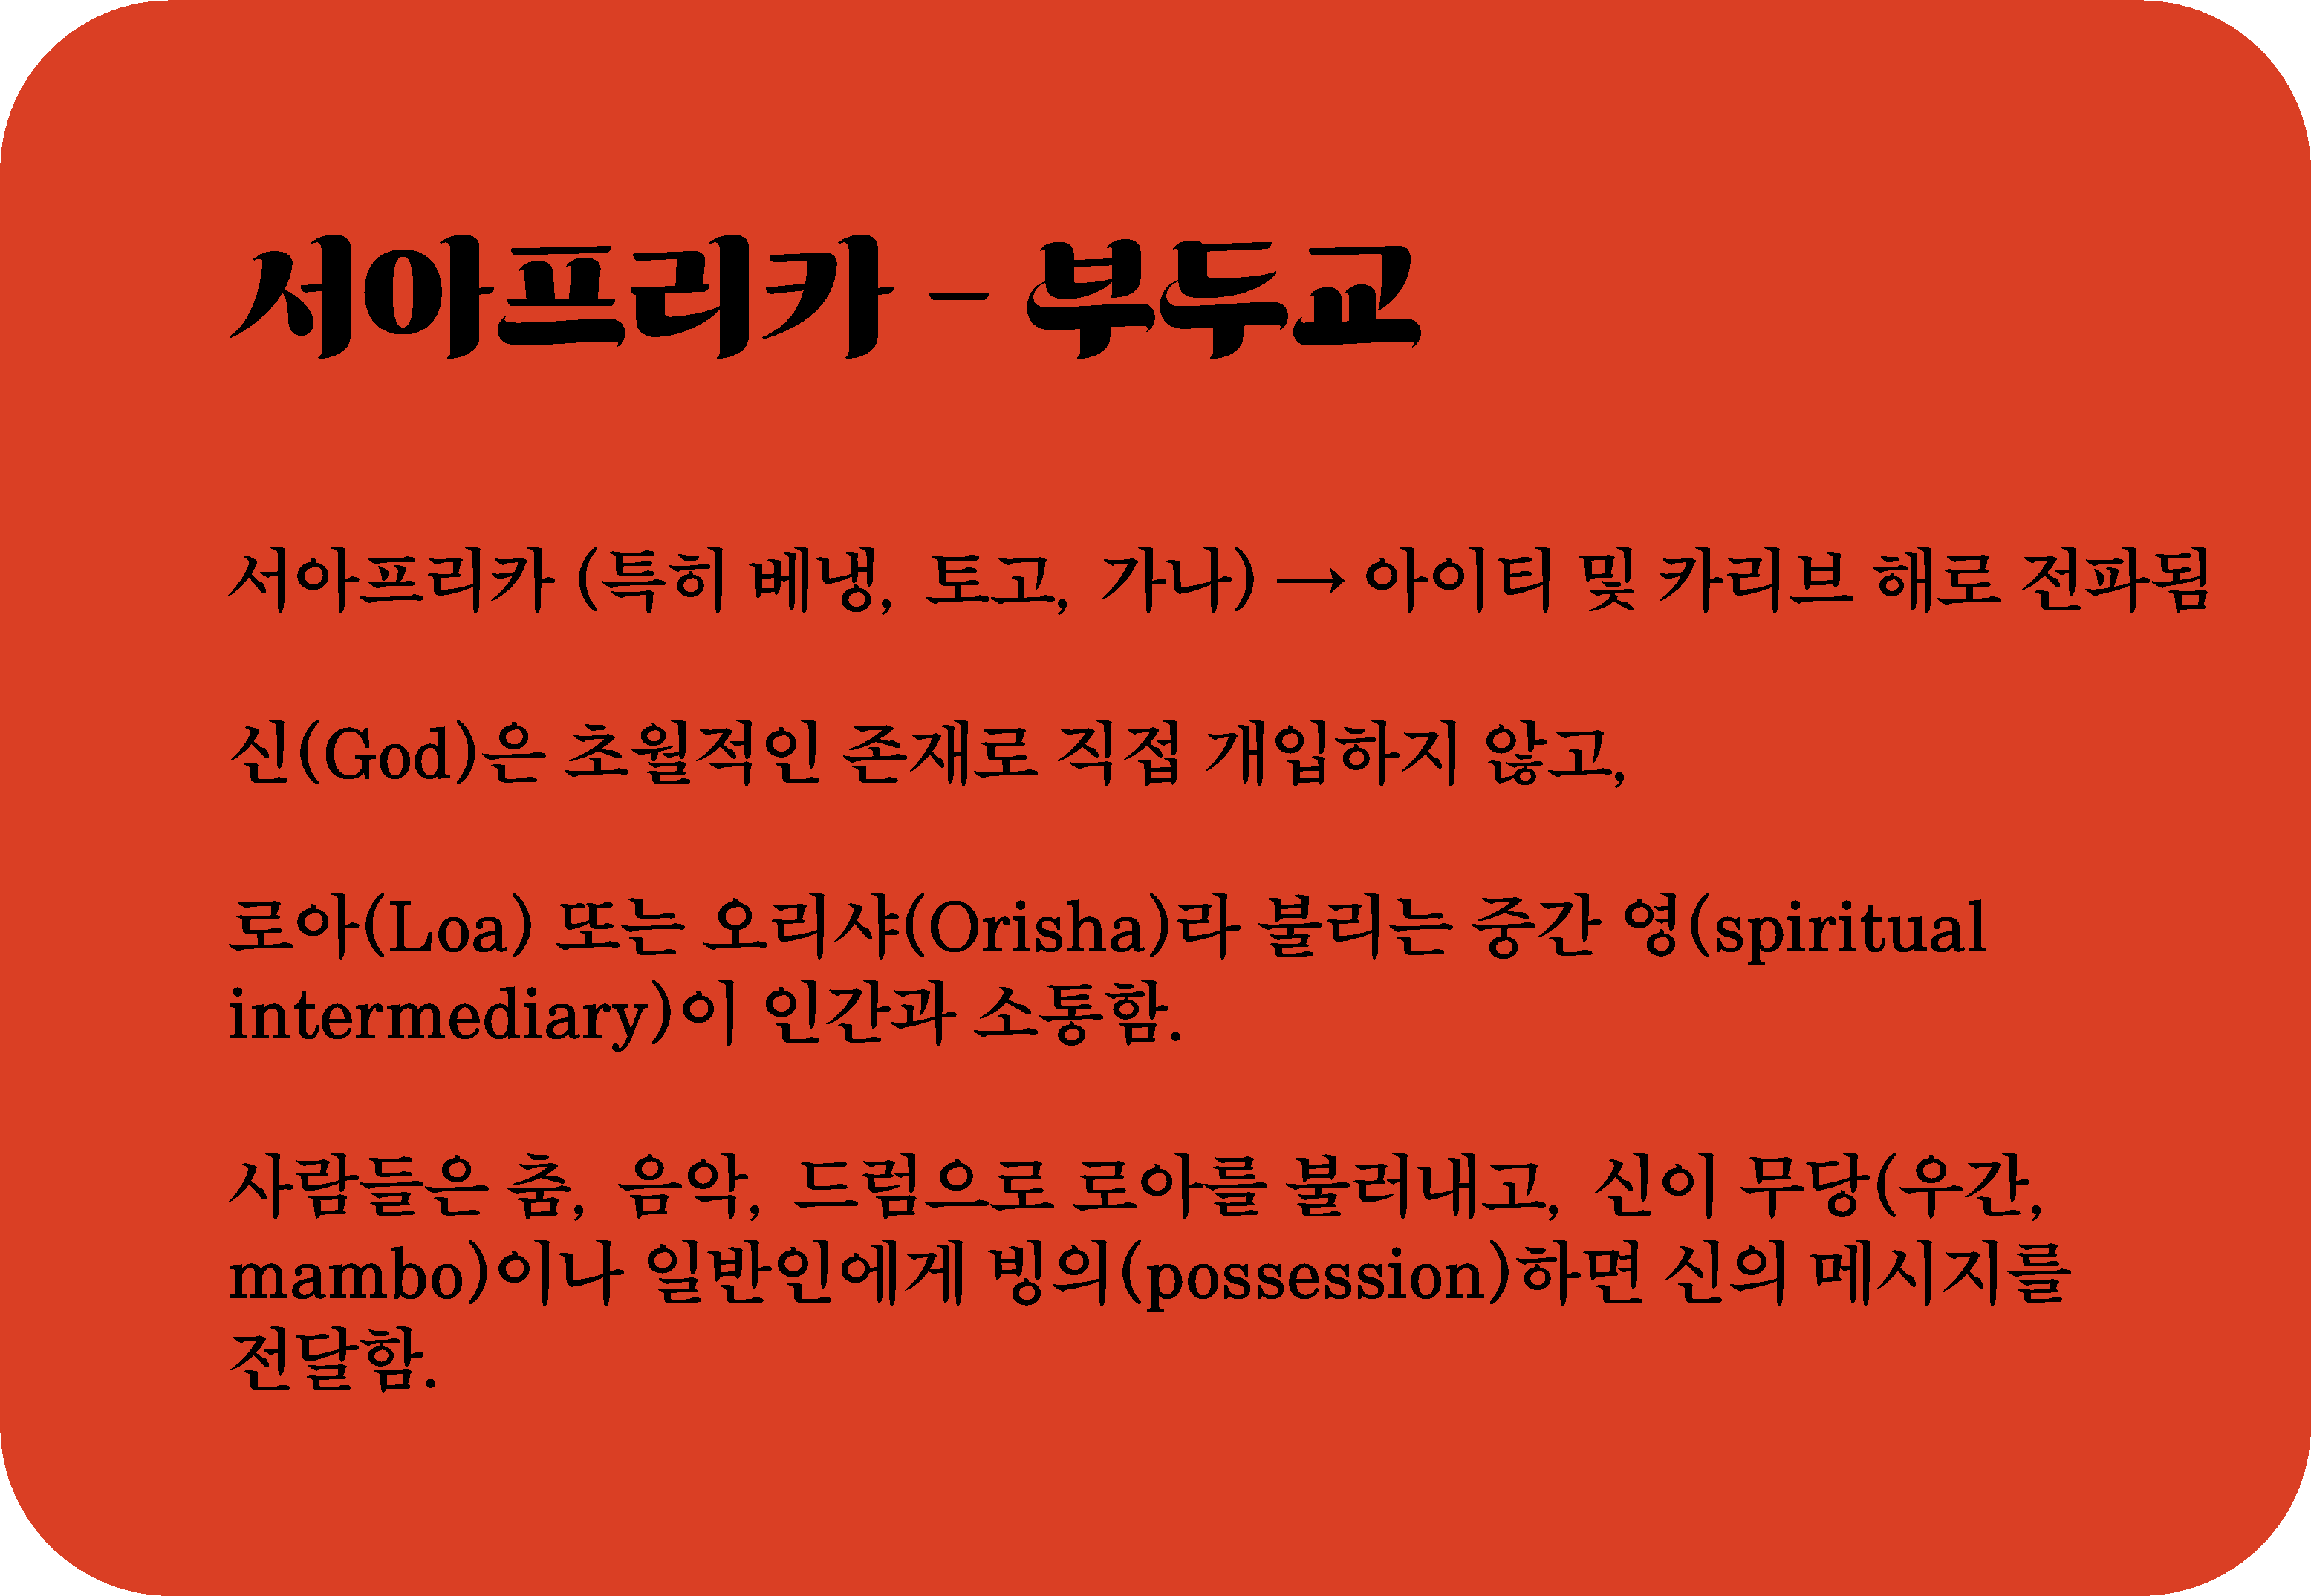 서아프리카 – 부두교
서아프리카 (특히 베냉, 토고, 가나) → 아이티 및 카리브 해로 전파됨
신(God)은 초월적인 존재로 직접 개입하지 않고,
로아(Loa) 또는 오리샤(Orisha)라 불리는 중간 영(spiritual
intermediary)이 인간과 소통함.
사람들은 춤, 음악, 드럼으로 로아를 불러내고, 신이 무당(우간,
mambo)이나 일반인에게 빙의(possession)하면 신의 메시지를
전달함.